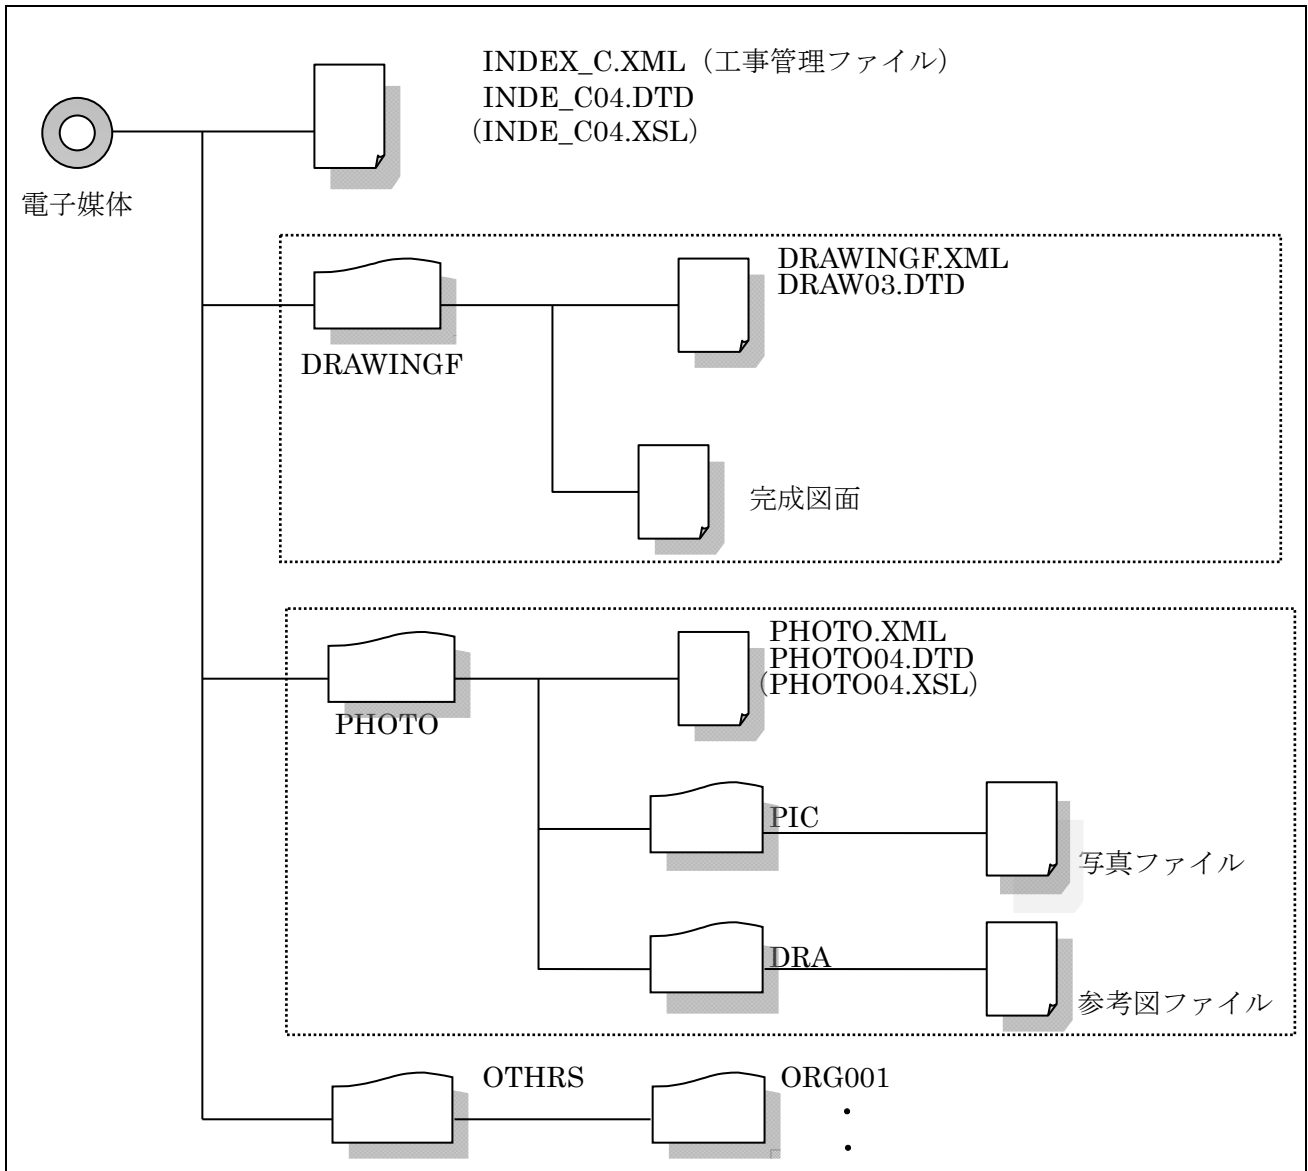 INDEX_C.XML（工事管理ファイル）
INDE_C04.DTD
（INDE_C04.XSL）
電子媒体
DRAWINGF.XML
DRAW03.DTD
DRAWINGF
完成図面
PHOTO.XML
PHOTO04.DTD
（PHOTO04.XSL）
PHOTO
PIC
写真ファイル
DRA
参考図ファイル
OTHRS
ORG001
・
・